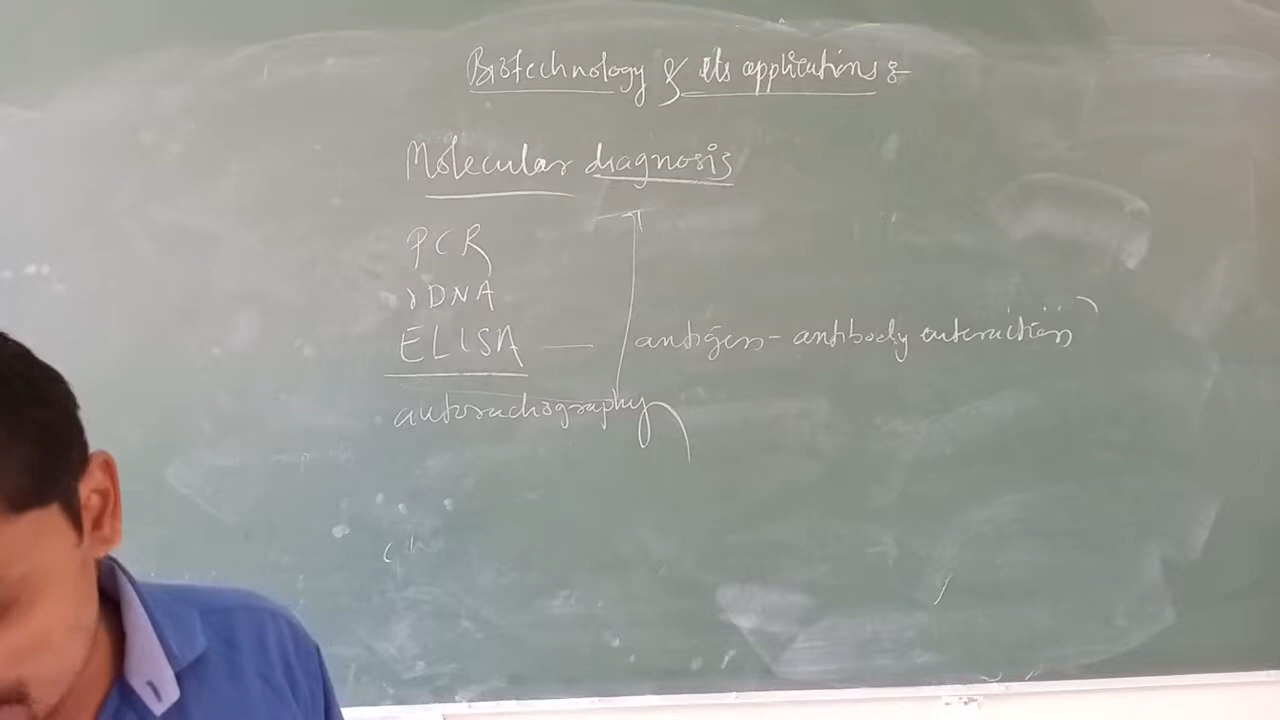 Biotechnology & its applications :-
Molecular diagnosis
PCR
rDNA
ELISA — antigen - antibody interaction
autoradiography